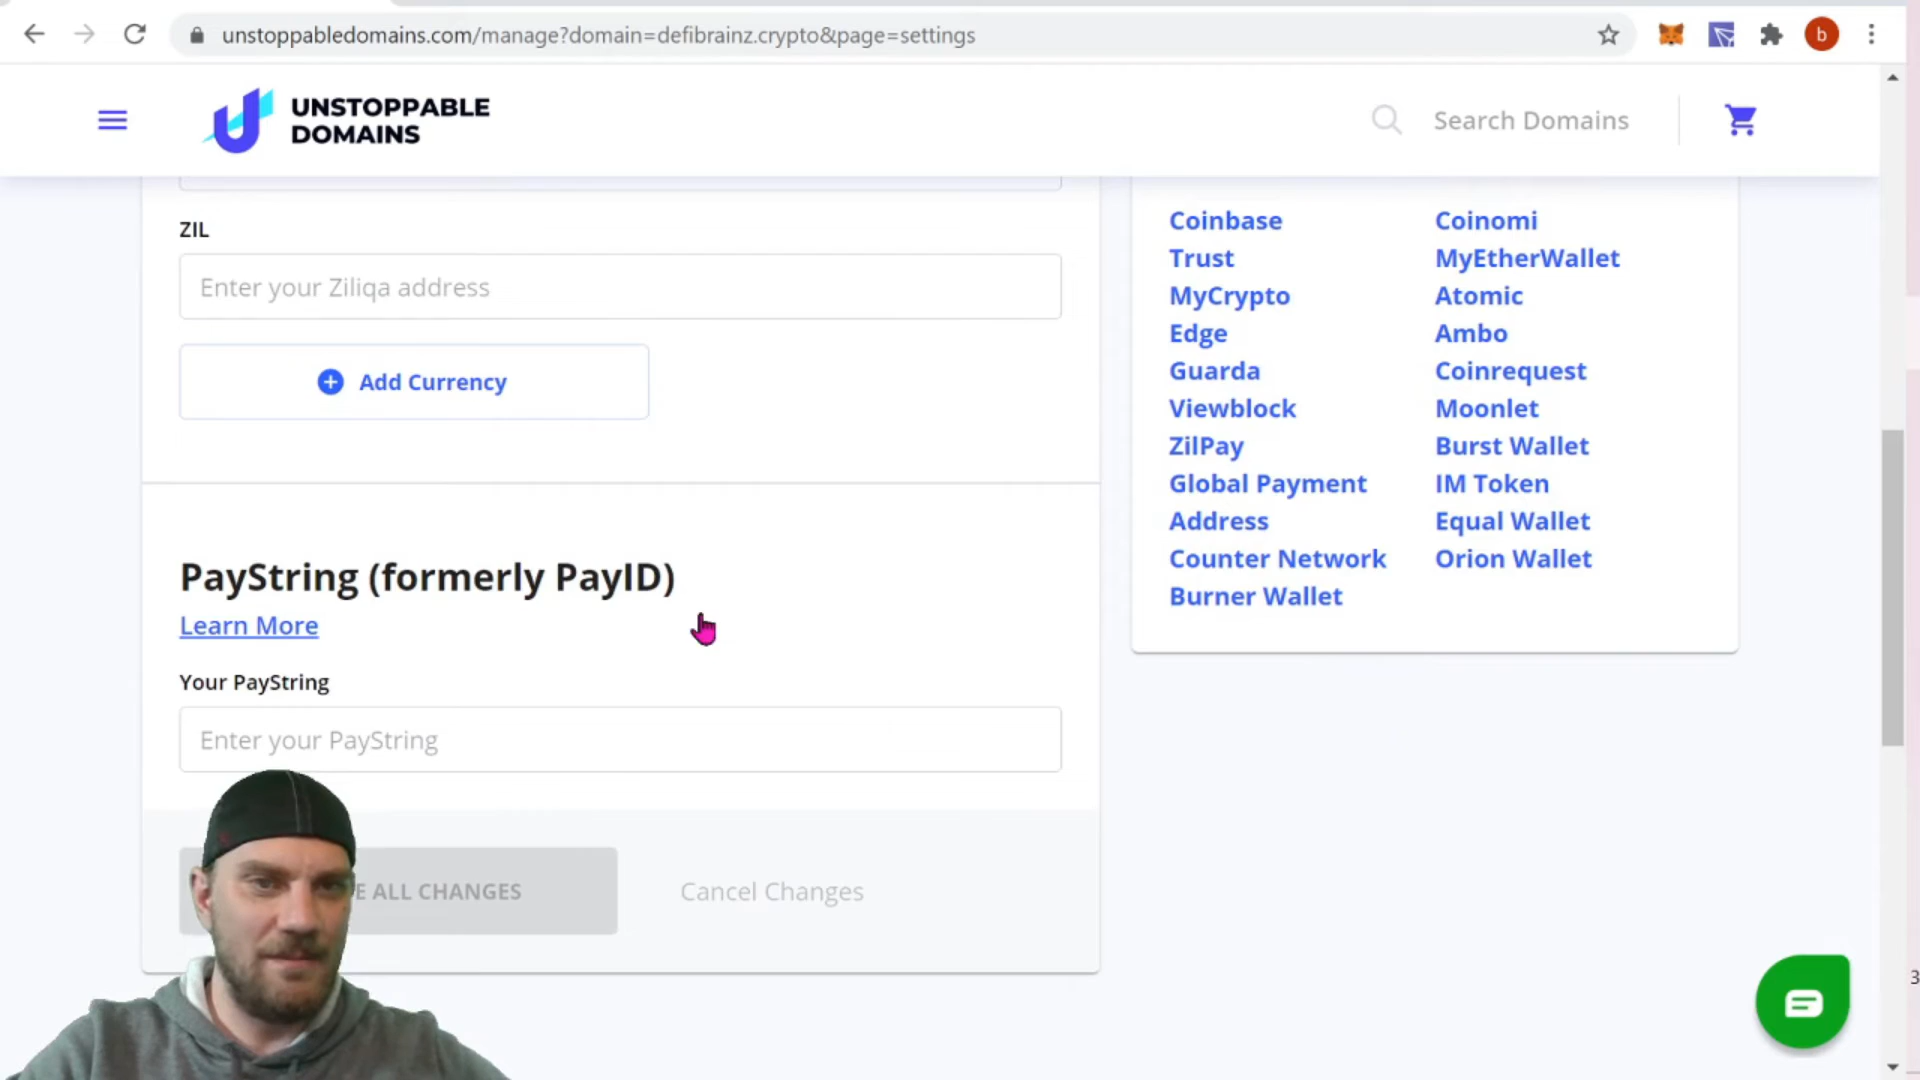 unstoppabledomains.com/manage?domain=defibrainz.crypto&page=settings
b
UNSTOPPABLE
DOMAINS
Search Domains
ZIL
Enter your Ziliqa address
Add Currency
PayString (formerly PayID)
Learn More
Your PayString
Enter your PayString
E ALL CHANGES
Cancel Changes
Coinbase
Coinomi
Trust
MyEtherWallet
MyCrypto
Atomic
Edge
Ambo
Guarda
Coinrequest
Viewblock
Moonlet
ZilPay
Burst Wallet
Global Payment
IM Token
Address
Equal Wallet
Counter Network
Orion Wallet
Burner Wallet
3